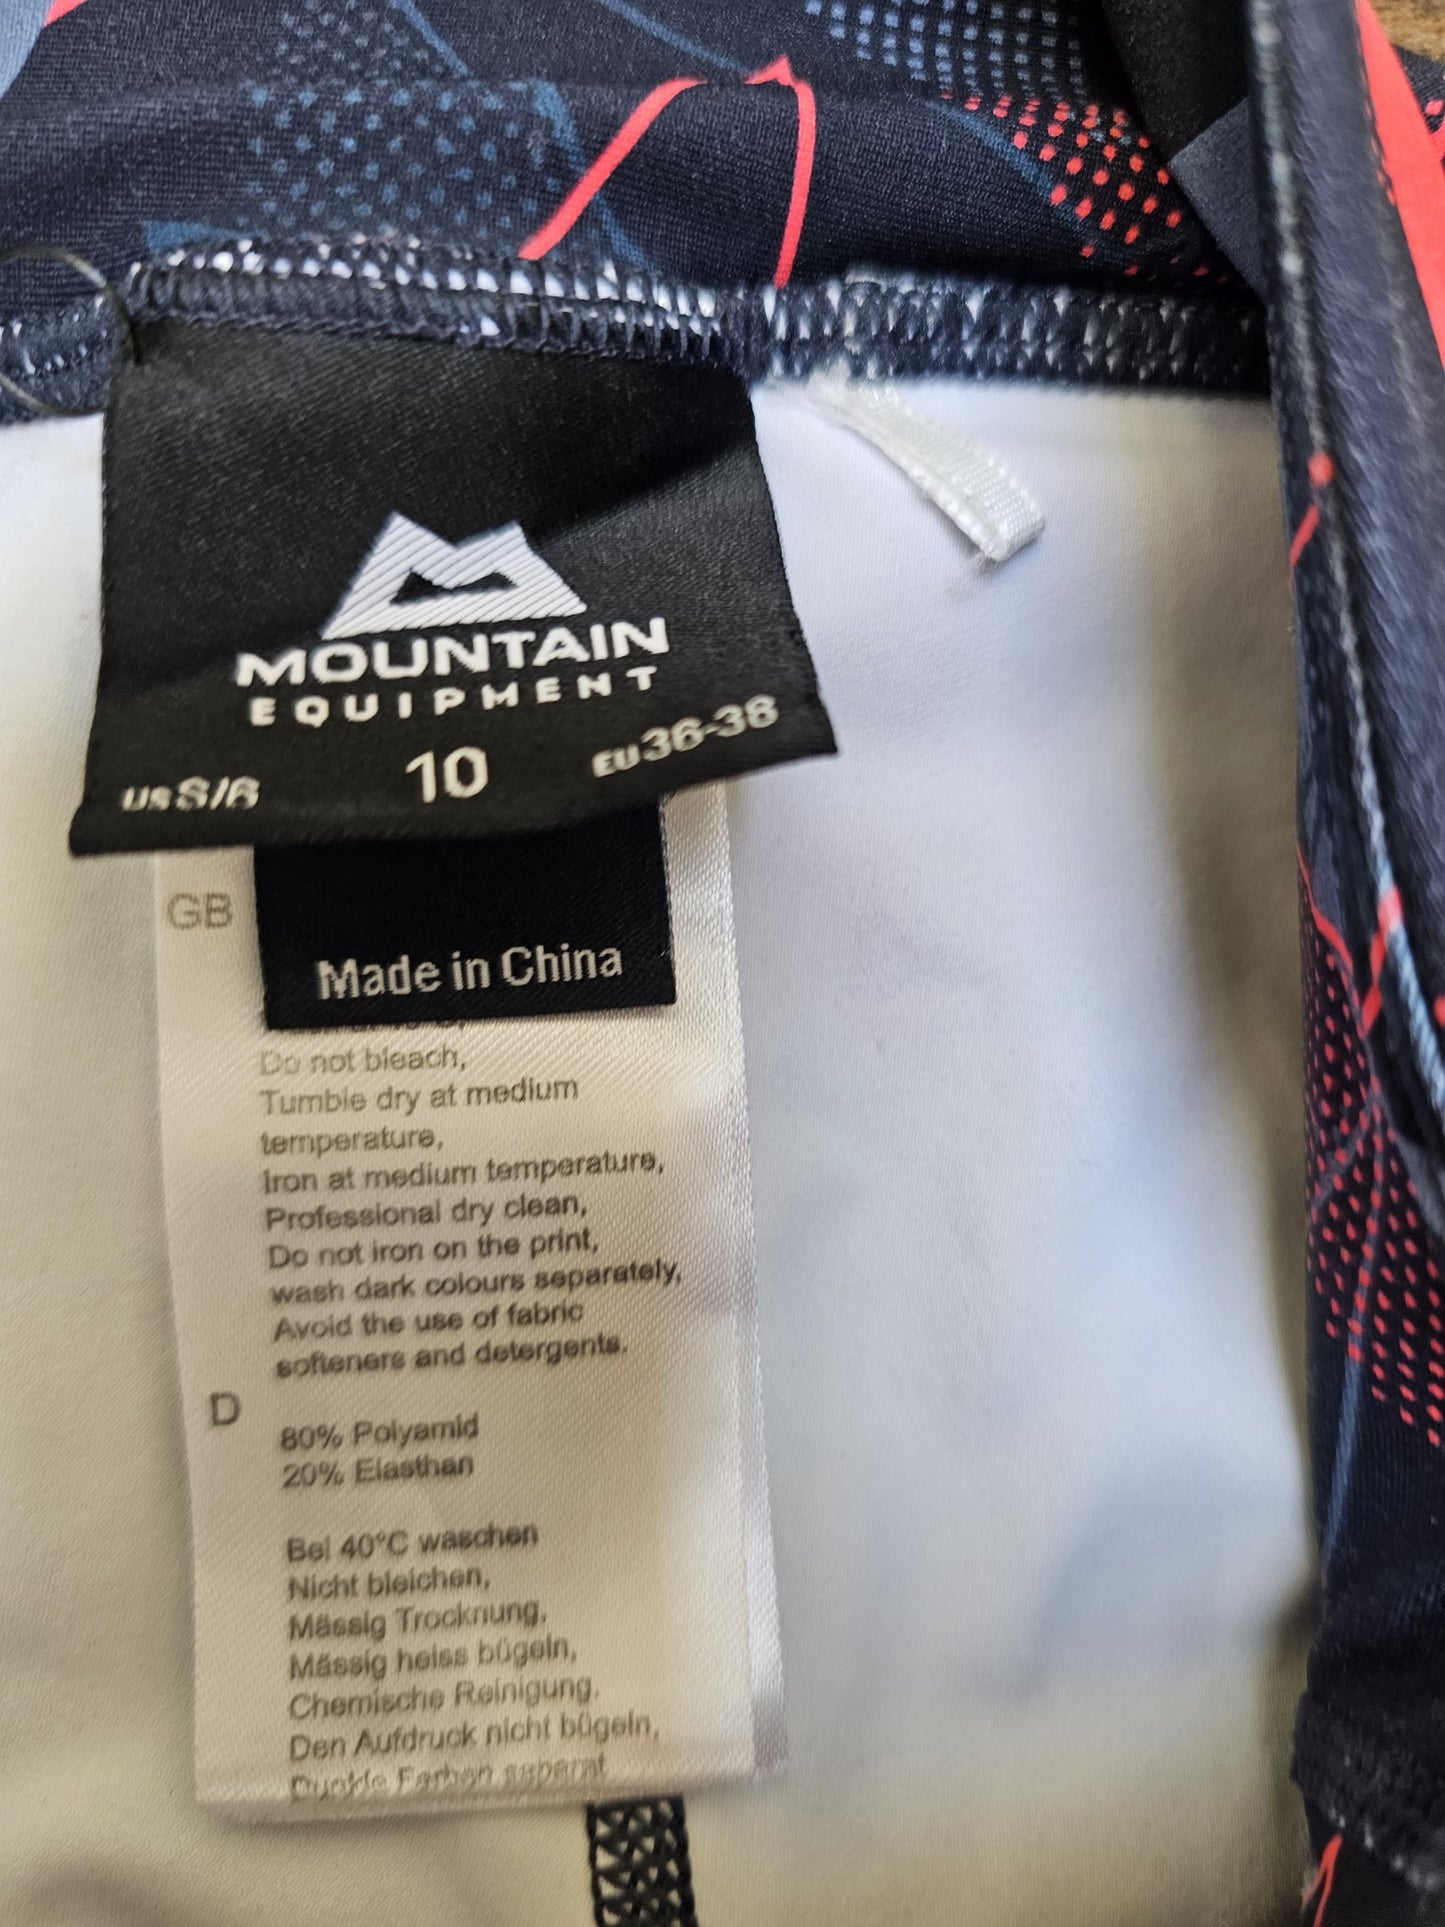 MOUNTAIN
EQUIPMENT
US S/6 10 EU 36-38
GB
Made in China
Do not bleach,
Tumble dry at medium
temperature,
Iron at medium temperature,
Professional dry clean,
Do not iron on the print,
wash dark colours separately,
Avoid the use of fabric
softeners and detergents.
D
80% Polyamid
20% Elasthan
Bei 40°C waschen
Nicht bleichen,
Mässig Trocknung,
Mässig heiss bügeln,
Chemische Reinigung.
Den Aufdruck nicht bügeln,
Dunkle Farben separat